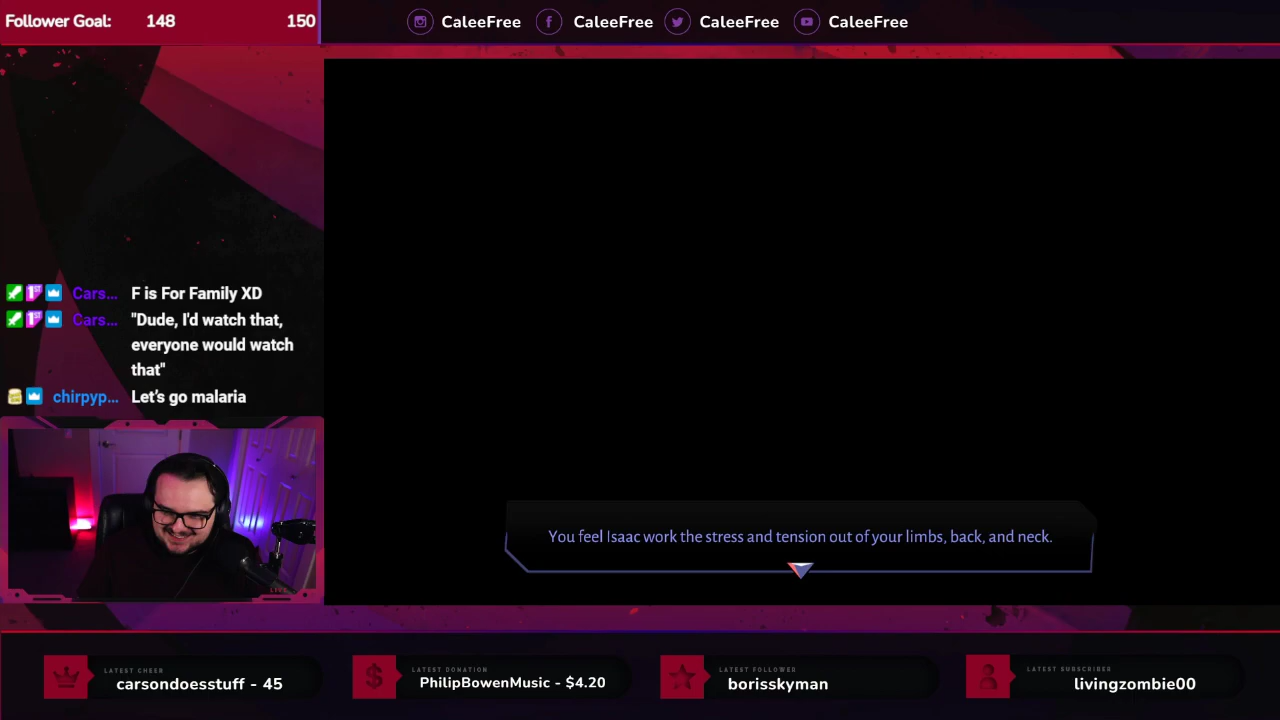 Follower Goal: 148 150
CaleeFree CaleeFree CaleeFree CaleeFree
Cars... F is For Family XD
Cars... "Dude, I'd watch that,
everyone would watch
that"
chirpyp... Let's go malaria
You feel Isaac work the stress and tension out of your limbs, back, and neck.
LIVE
LATEST CHEER
carsondoesstuff - 45
LATEST DONATION
PhilipBowenMusic - $4.20
LATEST FOLLOWER
borisskyman
LATEST SUBSCRIBER
livingzombie00